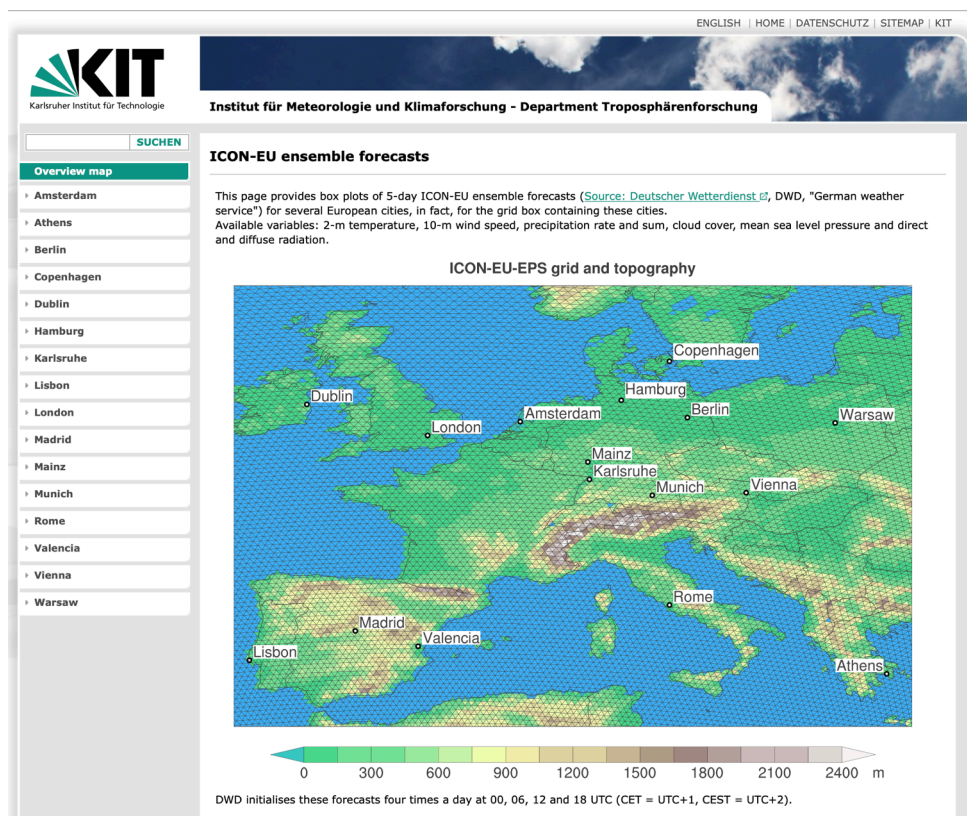 ENGLISH | HOME | DATENSCHUTZ | SITEMAP | KIT
KIT
Karlsruher Institut für Technologie
Institut für Meteorologie und Klimaforschung - Department Troposphärenforschung
SUCHEN
Overview map
Amsterdam
Athens
Berlin
Copenhagen
Dublin
Hamburg
Karlsruhe
Lisbon
London
Madrid
Mainz
Munich
Rome
Valencia
Vienna
Warsaw
ICON-EU ensemble forecasts
This page provides box plots of 5-day ICON-EU ensemble forecasts (Source: Deutscher Wetterdienst, DWD, "German weather
service") for several European cities, in fact, for the grid box containing these cities.
Available variables: 2-m temperature, 10-m wind speed, precipitation rate and sum, cloud cover, mean sea level pressure and direct
and diffuse radiation.
ICON-EU-EPS grid and topography
Copenhagen
Hamburg
Dublin
Berlin
Amsterdam
Warsaw
London
Mainz
Karlsruhe
Munich
Vienna
Rome
Madrid
Valencia
Lisbon
Athens
0 300 600 900 1200 1500 1800 2100 2400 m
DWD initialises these forecasts four times a day at 00, 06, 12 and 18 UTC (CET = UTC+1, CEST = UTC+2).